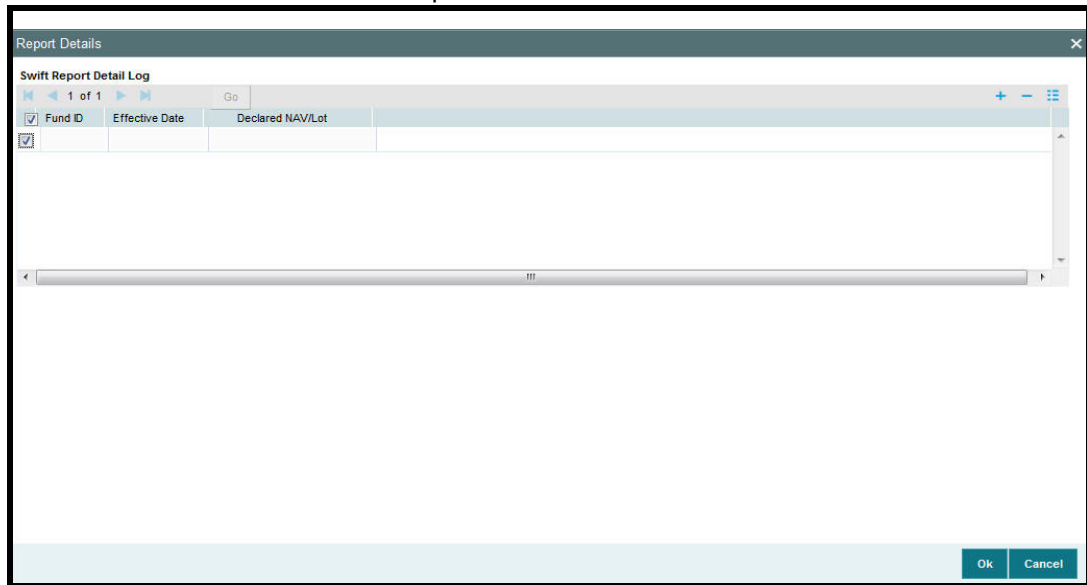 Report Details
Swift Report Detail Log
1 of 1 Go
Fund ID Effective Date Declared NAV/Lot
Ok Cancel